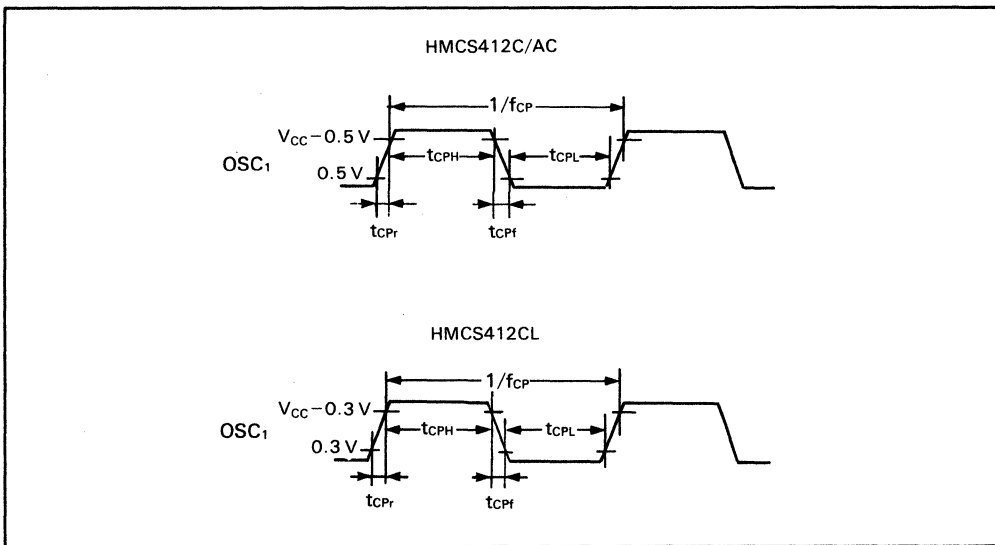 HMCS412C/AC
1/fCP
VCC−0.5 V
tCPH
tCPL
OSC1
0.5 V
tCPr
tCPf
HMCS412CL
1/fCP
VCC−0.3 V
tCPH
tCPL
OSC1
0.3 V
tCPr
tCPf